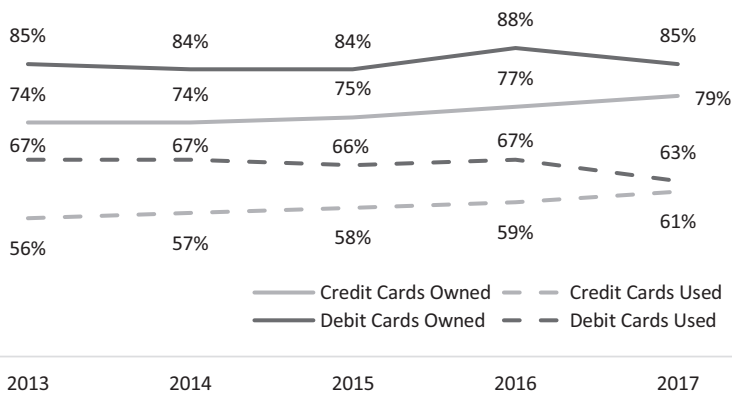 88%
85% 84% 84% 85%
77%
74% 74% 75% 79%
67% 67% 66% 67% 63%
56% 57% 58% 59% 61%
Credit Cards Owned Credit Cards Used
Debit Cards Owned Debit Cards Used
2013 2014 2015 2016 2017